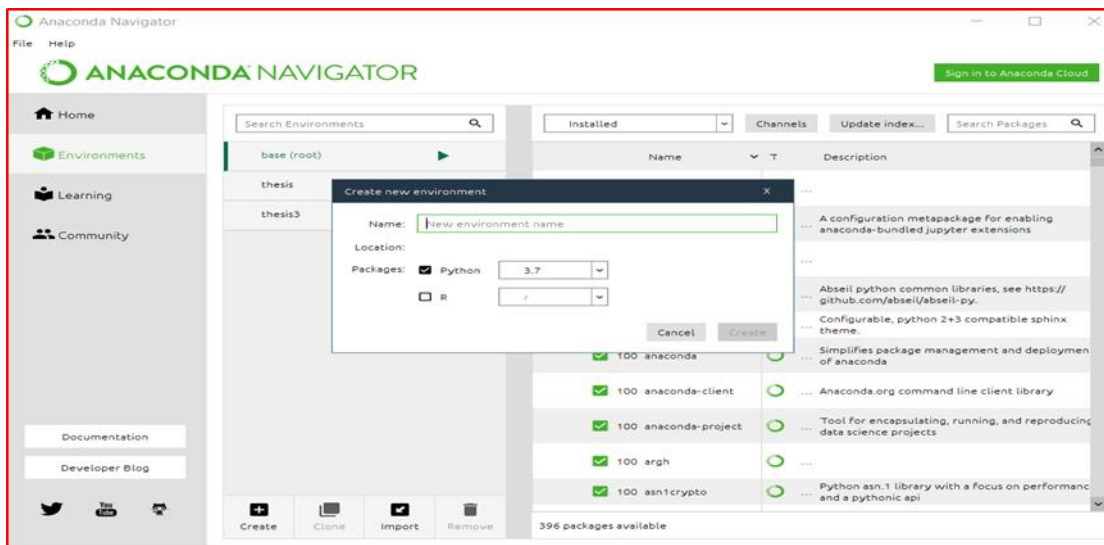 Anaconda Navigator
File Help
ANACONDA NAVIGATOR
Sign in to Anaconda Cloud
Home
Environments
Learning
Community
Documentation
Developer Blog
You Tube
Search Environments
base (root)
thesis
thesis3
Create Clone Import Remove
Installed Channels Update index... Search Packages
Name T Description
...
... A configuration metapackage for enabling
anaconda-bundled jupyter extensions
...
... Abseil python common libraries, see https://
github.com/abseil/abseil-py.
Configurable, python 2+3 compatible sphinx
... theme.
100 anaconda ... Simplifies package management and deploymen
of anaconda
100 anaconda-client ... Anaconda.org command line client library
100 anaconda-project ... Tool for encapsulating, running, and reproducing
data science projects
100 argh ...
100 asn1crypto ... Python asn.1 library with a focus on performanc
and a pythonic api
396 packages available
Create new environment X
Name: New environment name
Location:
Packages: Python 3.7
R r
Cancel Create